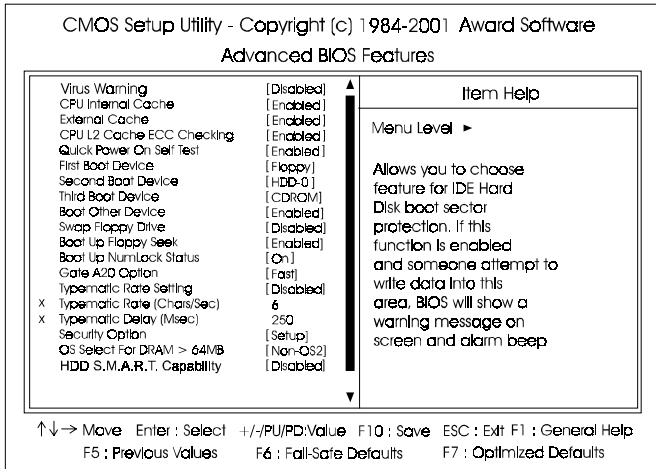 CMOS Setup Utility - Copyright (c) 1984-2001 Award Software
Advanced BIOS Features
Virus Warning [Disabled]
CPU Internal Cache [Enabled]
External Cache [Enabled]
CPU L2 Cache ECC Checking [Enabled]
Quick Power On Self Test [Enabled]
First Boot Device [Floppy]
Second Boot Device [HDD-0]
Third Boot Device [CDROM]
Boot Other Device [Enabled]
Swap Floppy Drive [Disabled]
Boot Up Floppy Seek [Enabled]
Boot Up NumLock Status [On]
Gate A20 Option [Fast]
Typematic Rate Setting [Disabled]
x Typematic Rate (Chars/Sec) 6
x Typematic Delay (Msec) 250
Security Option [Setup]
OS Select For DRAM > 64MB [Non-OS2]
HDD S.M.A.R.T. Capability [Disabled]
Item Help
Menu Level ►
Allows you to choose
feature for IDE Hard
Disk boot sector
protection. If this
function is enabled
and someone attempt to
write data into this
area, BIOS will show a
warning message on
screen and alarm beep
↑↓→ Move Enter : Select +/-/PU/PD:Value F10 : Save ESC : Exit F1 : General Help
F5 : Previous Values F6 : Fail-Safe Defaults F7 : Optimized Defaults